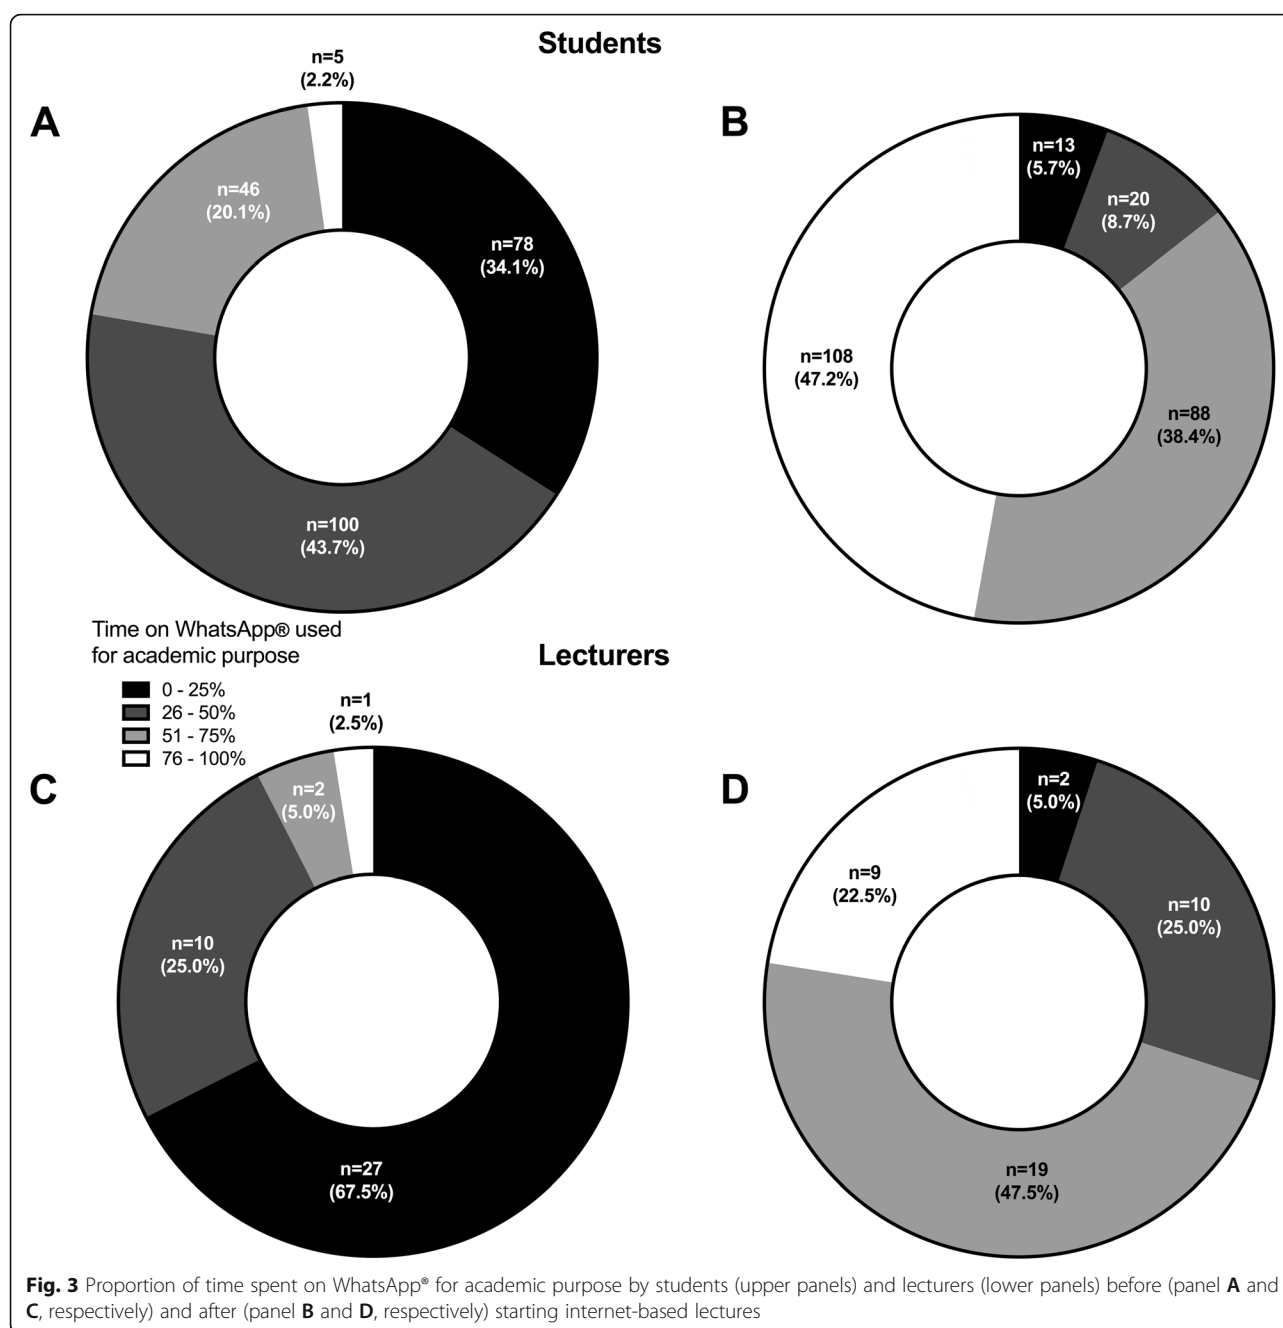 Students
A
n=5
(2.2%)
n=46
(20.1%)
n=78
(34.1%)
n=100
(43.7%)
B
n=13
(5.7%)
n=20
(8.7%)
n=108
(47.2%)
n=88
(38.4%)
Time on WhatsApp® used
for academic purpose
0 - 25%
26 - 50%
51 - 75%
76 - 100%
Lecturers
C
n=1
(2.5%)
n=2
(5.0%)
n=10
(25.0%)
n=27
(67.5%)
D
n=2
(5.0%)
n=9
(22.5%)
n=10
(25.0%)
n=19
(47.5%)
Fig. 3 Proportion of time spent on WhatsApp® for academic purpose by students (upper panels) and lecturers (lower panels) before (panel A and
C, respectively) and after (panel B and D, respectively) starting internet-based lectures